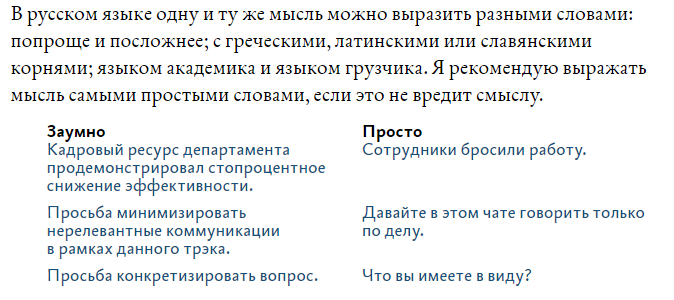 В русском языке одну и ту же мысль можно выразить разными словами:
попроще и посложнее; с греческими, латинскими или славянскими
корнями; языком академика и языком грузчика. Я рекомендую выражать
мысль самыми простыми словами, если это не вредит смыслу.
Заумно
Кадровый ресурс департамента
продемонстрировал стопроцентное
снижение эффективности.
Просто
Сотрудники бросили работу.
Просьба минимизировать
нерелевантные коммуникации
в рамках данного трэка.
Давайте в этом чате говорить только
по делу.
Просьба конкретизировать вопрос.
Что вы имеете в виду?